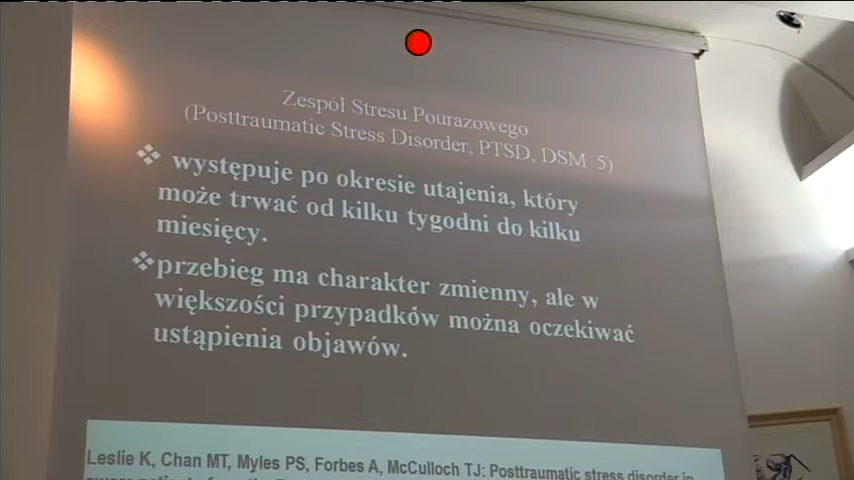 Zespół Stresu Pourazowego
(Posttraumatic Stress Disorder, PTSD, DSM 5)
występuje po okresie utajenia, który
może trwać od kilku tygodni do kilku
miesięcy.
przebieg ma charakter zmienny, ale w
większości przypadków można oczekiwać
ustąpienia objawów.
Leslie K, Chan MT, Myles PS, Forbes A, McCulloch TJ: Posttraumatic stress disorder in